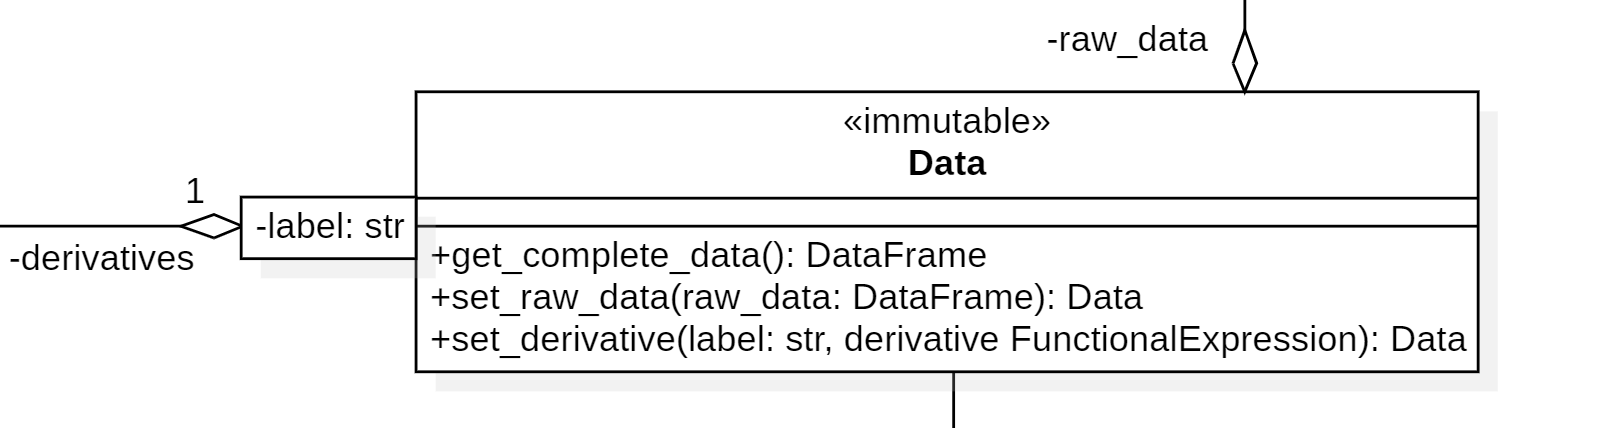 -raw_data
«immutable»
Data
1
-label: str
-derivatives
+get_complete_data(): DataFrame
+set_raw_data(raw_data: DataFrame): Data
+set_derivative(label: str, derivative FunctionalExpression): Data